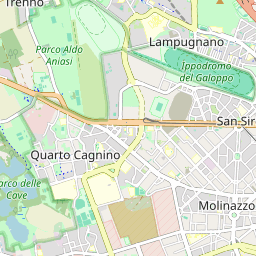 Trenno
Lampugnano
Parco Aldo
Aniasi
Ippodromo
del Galoppo
San Sir
Quarto Cagnino
Parco delle
Cave
Molinazzo